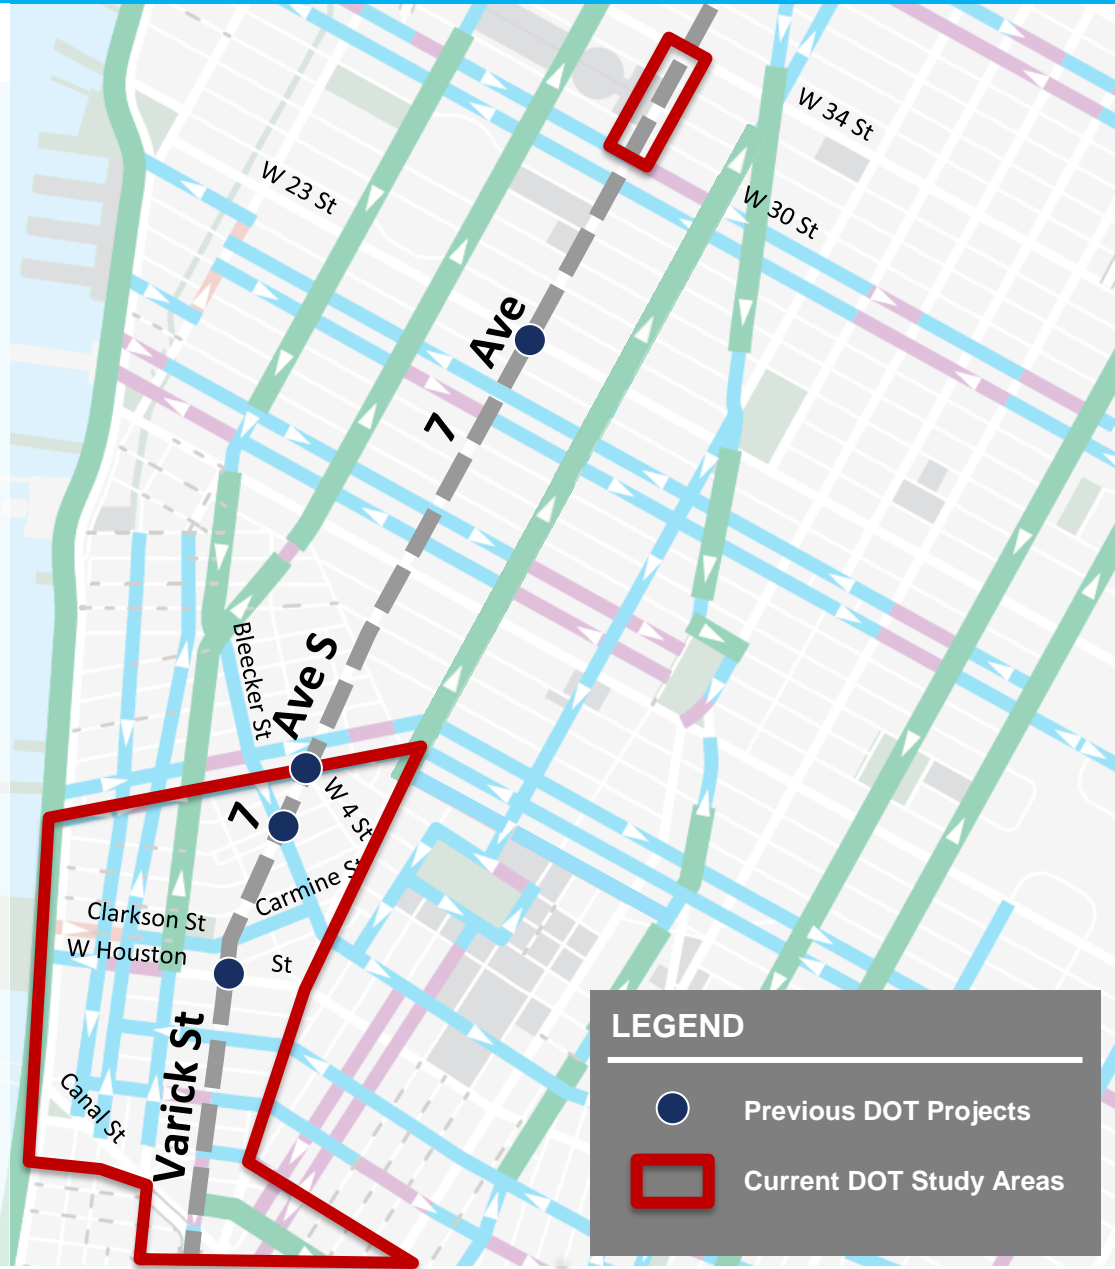 W 34 St
W 23 St
W 30 St
Ave
7
Bleecker St
Ave S
7
W 4 St
Carmine St
Clarkson St
W Houston
St
Varick St
Canal St
LEGEND
Previous DOT Projects
Current DOT Study Areas